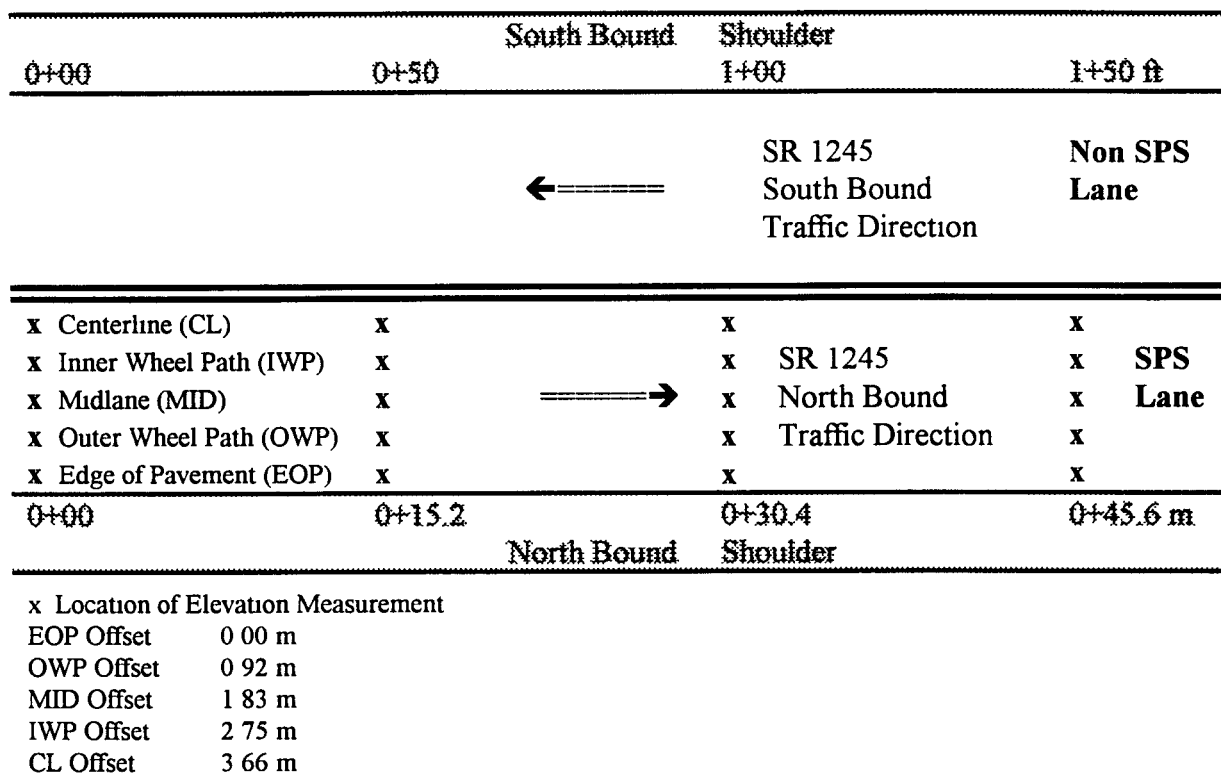 South Bound Shoulder
0+00 0+50 1+00 1+50 ft
SR 1245 Non SPS
←====== South Bound Lane
Traffic Direction
x Centerline (CL) x x x
x Inner Wheel Path (IWP) x x SR 1245 x SPS
x Midlane (MID) x ======→ x North Bound x Lane
x Outer Wheel Path (OWP) x x Traffic Direction x
x Edge of Pavement (EOP) x x x
0+00 0+15.2 0+30.4 0+45.6 m
North Bound Shoulder
x Location of Elevation Measurement
EOP Offset 0 00 m
OWP Offset 0 92 m
MID Offset 1 83 m
IWP Offset 2 75 m
CL Offset 3 66 m